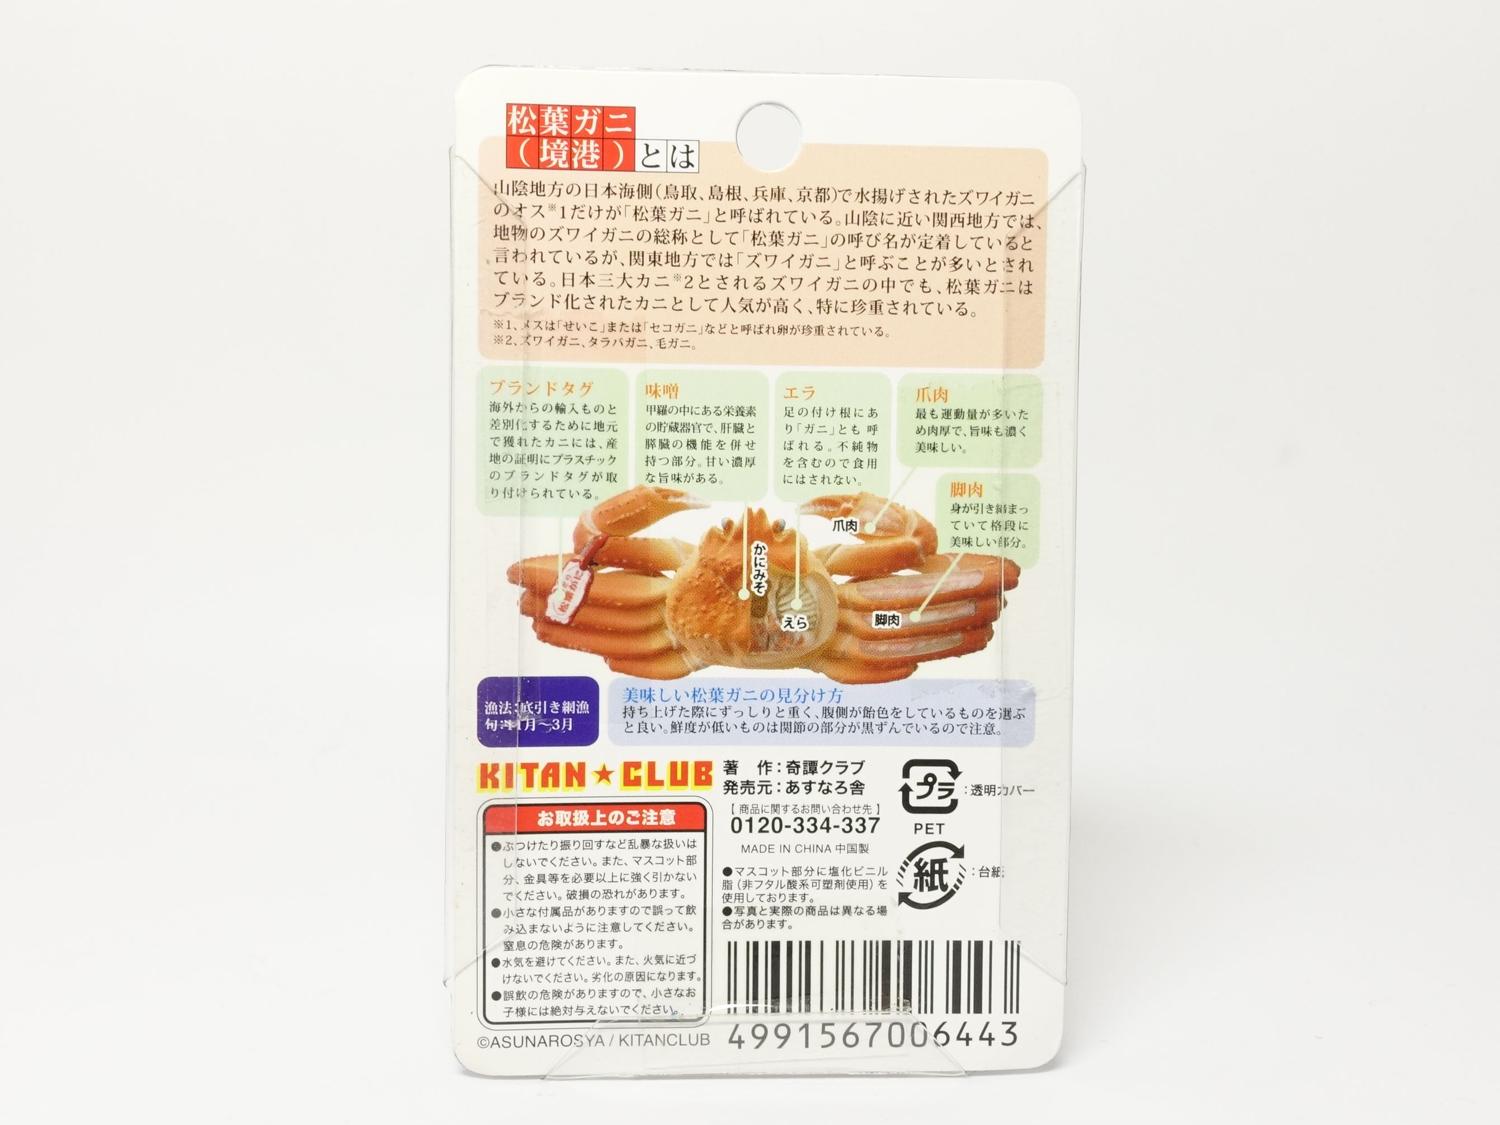 松葉ガニ
（境港）とは
山陰地方の日本海側（鳥取、島根、兵庫、京都）で水揚げされたズワイガニ
のオス※1だけが「松葉ガニ」と呼ばれている。山陰に近い関西地方では、
地物のズワイガニの総称として「松葉ガニ」の呼び名が定着していると
言われているが、関東地方では「ズワイガニ」と呼ぶことが多いとされ
ている。日本三大カニ※2とされるズワイガニの中でも、松葉ガニは
ブランド化されたカニとして人気が高く、特に珍重されている。
※1、メスは「せいこ」または「セコガニ」などと呼ばれ卵が珍重されている。
※2、ズワイガニ、タラバガニ、毛ガニ。
ブランドタグ
海外からの輸入ものと
差別化するために地元
で獲れたカニには、産
地の証明にプラスチック
のブランドタグが取
り付けられている。
味噌
甲羅の中にある栄養素
の貯蔵器官で、肝臓と
膵臓の機能を併せ
持つ部分。甘い濃厚
な旨味がある。
エラ
足の付け根にあ
り「ガニ」とも呼
ばれる。不純物
を含むので食用
にはされない。
爪肉
最も運動量が多いた
め肉厚で、旨味も濃く
美味しい。
脚肉
身が引き締まっ
ていて格段に
美味しい部分。
爪肉
かにみそ
えら
脚肉
松葉がに
漁法：底引き網漁
旬：11月～3月
美味しい松葉ガニの見分け方
持ち上げた際にずっしりと重く、腹側が飴色をしているものを選ぶ
と良い。鮮度が低いものは関節の部分が黒ずんでいるので注意。
KITAN★CLUB
著　作：奇譚クラブ
発売元：あすなろ舎
【 商品に関するお問い合わせ先 】
0120-334-337
MADE IN CHINA 中国製
●マスコット部分に塩化ビニル
脂（非フタル酸系可塑剤使用）を
使用しております。
●写真と実際の商品は異なる場
合があります。
プラ：透明カバー
PET
紙：台紙
お取扱上のご注意
●ぶつけたり振り回すなど乱暴な扱いは
しないでください。また、マスコット部
分、金具等を必要以上に強く引かない
でください。破損の恐れがあります。
●小さな付属品がありますので誤って飲
み込まないように注意してください。
窒息の危険があります。
●水気を避けてください。また、火気に近づ
けないでください。劣化の原因になります。
●誤飲の危険がありますので、小さなお
子様には絶対与えないでください。
©ASUNAROSYA / KITANCLUB
4991567006443